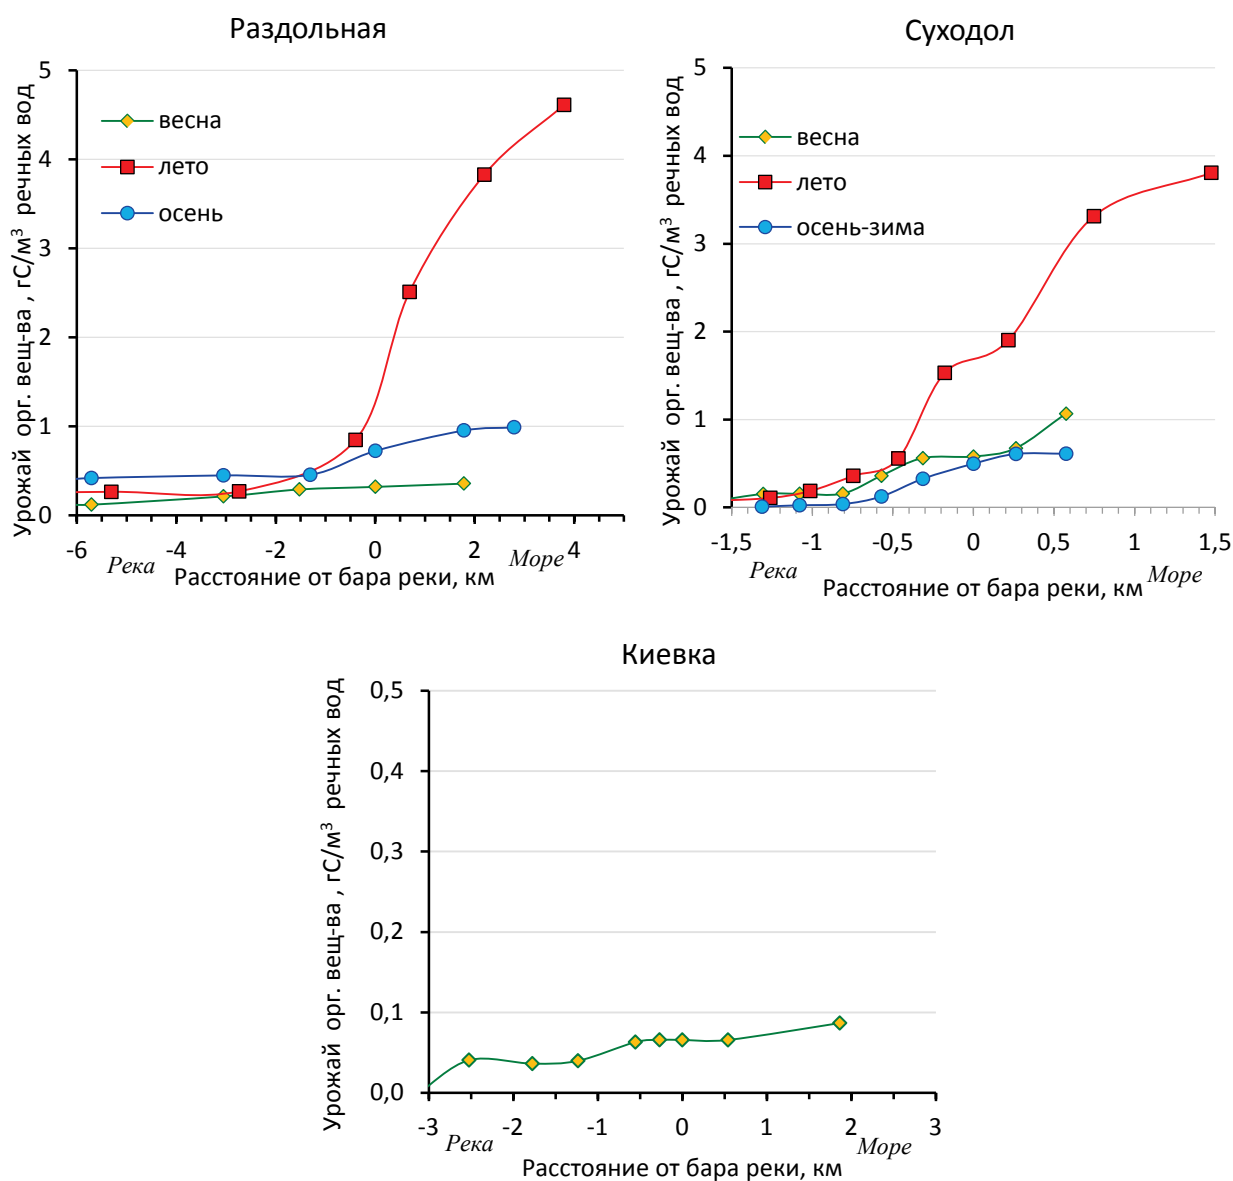 Раздольная
Урожай орг. вещ-ва , гС/м³ речных вод
5
4
3
2
1
0
весна
лето
осень
-6 -4 -2 0 2 4
Река Море
Расстояние от бара реки, км
Суходол
Урожай орг. вещ-ва , гС/м³ речных вод
5
4
3
2
1
0
весна
лето
осень-зима
-1,5 -1 -0,5 0 0,5 1 1,5
Река Море
Расстояние от бара реки, км
Киевка
Урожай орг. вещ-ва , гС/м³ речных вод
0,5
0,4
0,3
0,2
0,1
0,0
-3 -2 -1 0 1 2 3
Река Море
Расстояние от бара реки, км